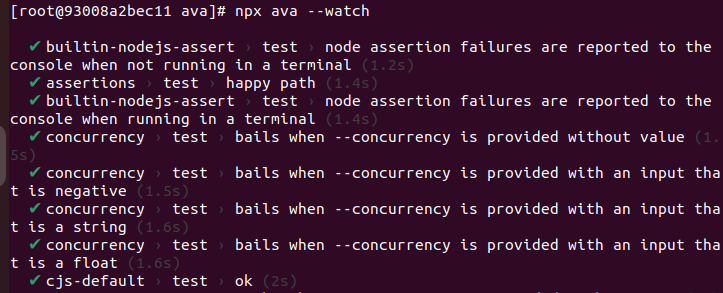 [root@93008a2bec11 ava]# npx ava --watch
✔ builtin-nodejs-assert › test › node assertion failures are reported to the
console when not running in a terminal (1.2s)
✔ assertions › test › happy path (1.4s)
✔ builtin-nodejs-assert › test › node assertion failures are reported to the
console when running in a terminal (1.4s)
✔ concurrency › test › bails when --concurrency is provided without value (1.
5s)
✔ concurrency › test › bails when --concurrency is provided with an input tha
t is negative (1.5s)
✔ concurrency › test › bails when --concurrency is provided with an input tha
t is a string (1.6s)
✔ concurrency › test › bails when --concurrency is provided with an input tha
t is a float (1.6s)
✔ cjs-default › test › ok (2s)